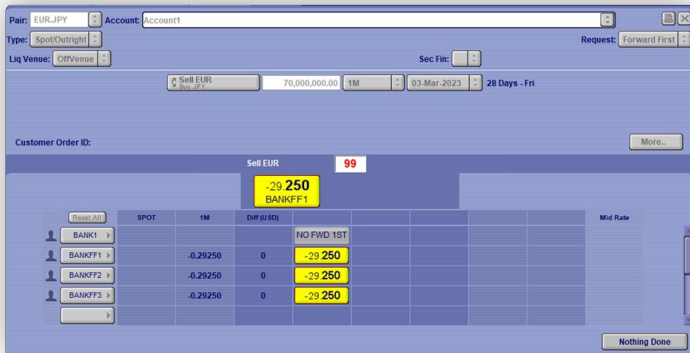 Pair: EUR.JPY Account: Account1
Type: Spot/Outright Request: Forward First
Liq Venue: OffVenue Sec Fin:
Sell EUR 70,000,000.00 1M 03-Mar-2023 28 Days - Fri
Buy JPY
Customer Order ID: More..
Sell EUR 99
-29.250
BANKFF1
Reset All SPOT 1M Diff (USD) Mid Rate
BANK1 NO FWD 1ST
BANKFF1 -0.29250 0 -29.250
BANKFF2 -0.29250 0 -29.250
BANKFF3 -0.29250 0 -29.250
Nothing Done